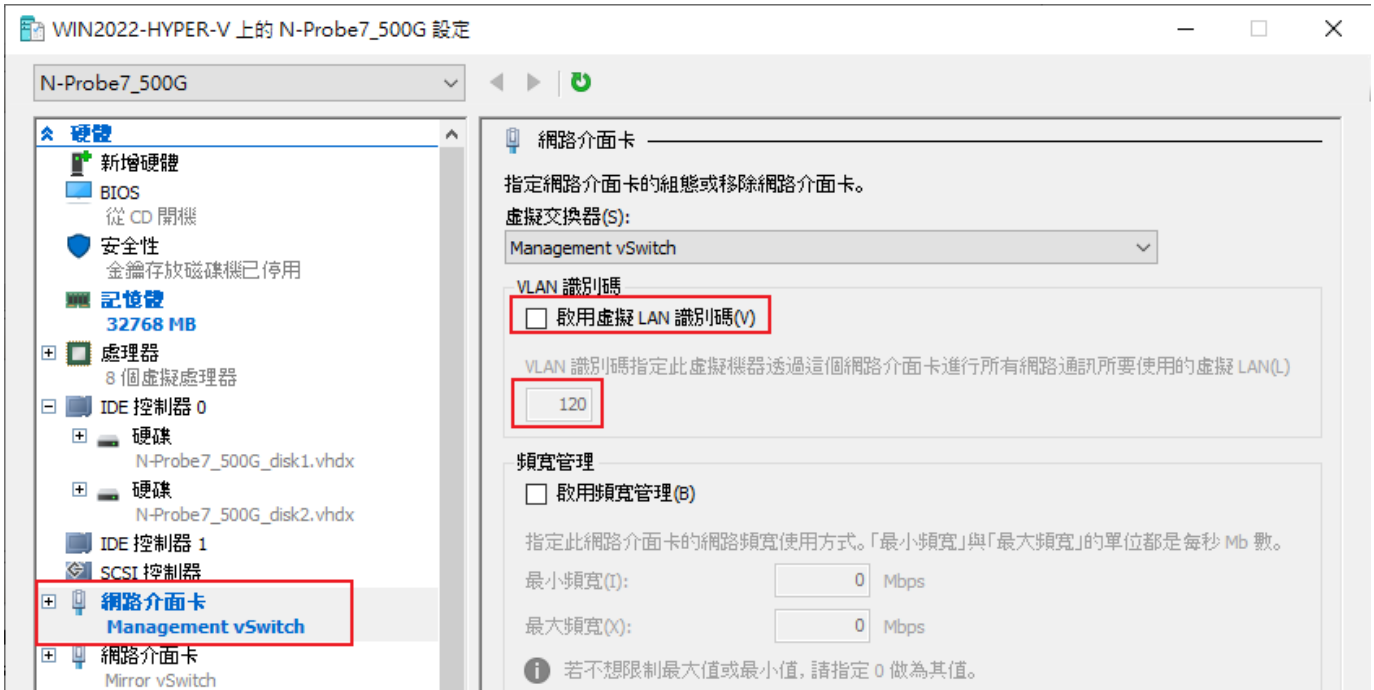 WIN2022-HYPER-V 上的 N-Probe7_500G 設定
N-Probe7_500G
硬體
新增硬體
BIOS
從 CD 開機
安全性
金鑰存放磁碟機已停用
記憶體
32768 MB
處理器
8 個虛擬處理器
IDE 控制器 0
硬碟
N-Probe7_500G_disk1.vhdx
硬碟
N-Probe7_500G_disk2.vhdx
IDE 控制器 1
SCSI 控制器
網路介面卡
Management vSwitch
網路介面卡
Mirror vSwitch
網路介面卡
指定網路介面卡的組態或移除網路介面卡。
虛擬交換器(S):
Management vSwitch
VLAN 識別碼
啟用虛擬 LAN 識別碼(V)
VLAN 識別碼指定此虛擬機器透過這個網路介面卡進行所有網路通訊所要使用的虛擬 LAN(L)
120
頻寬管理
啟用頻寬管理(B)
指定此網路介面卡的網路頻寬使用方式。「最小頻寬」與「最大頻寬」的單位都是每秒 Mb 數。
最小頻寬(I): 0 Mbps
最大頻寬(X): 0 Mbps
若不想限制最大值或最小值, 請指定 0 做為其值。